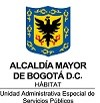 ALCALDÍA MAYOR
DE BOGOTÁ D.C.
HÁBITAT
Unidad Administrativa Especial de
Servicios Públicos